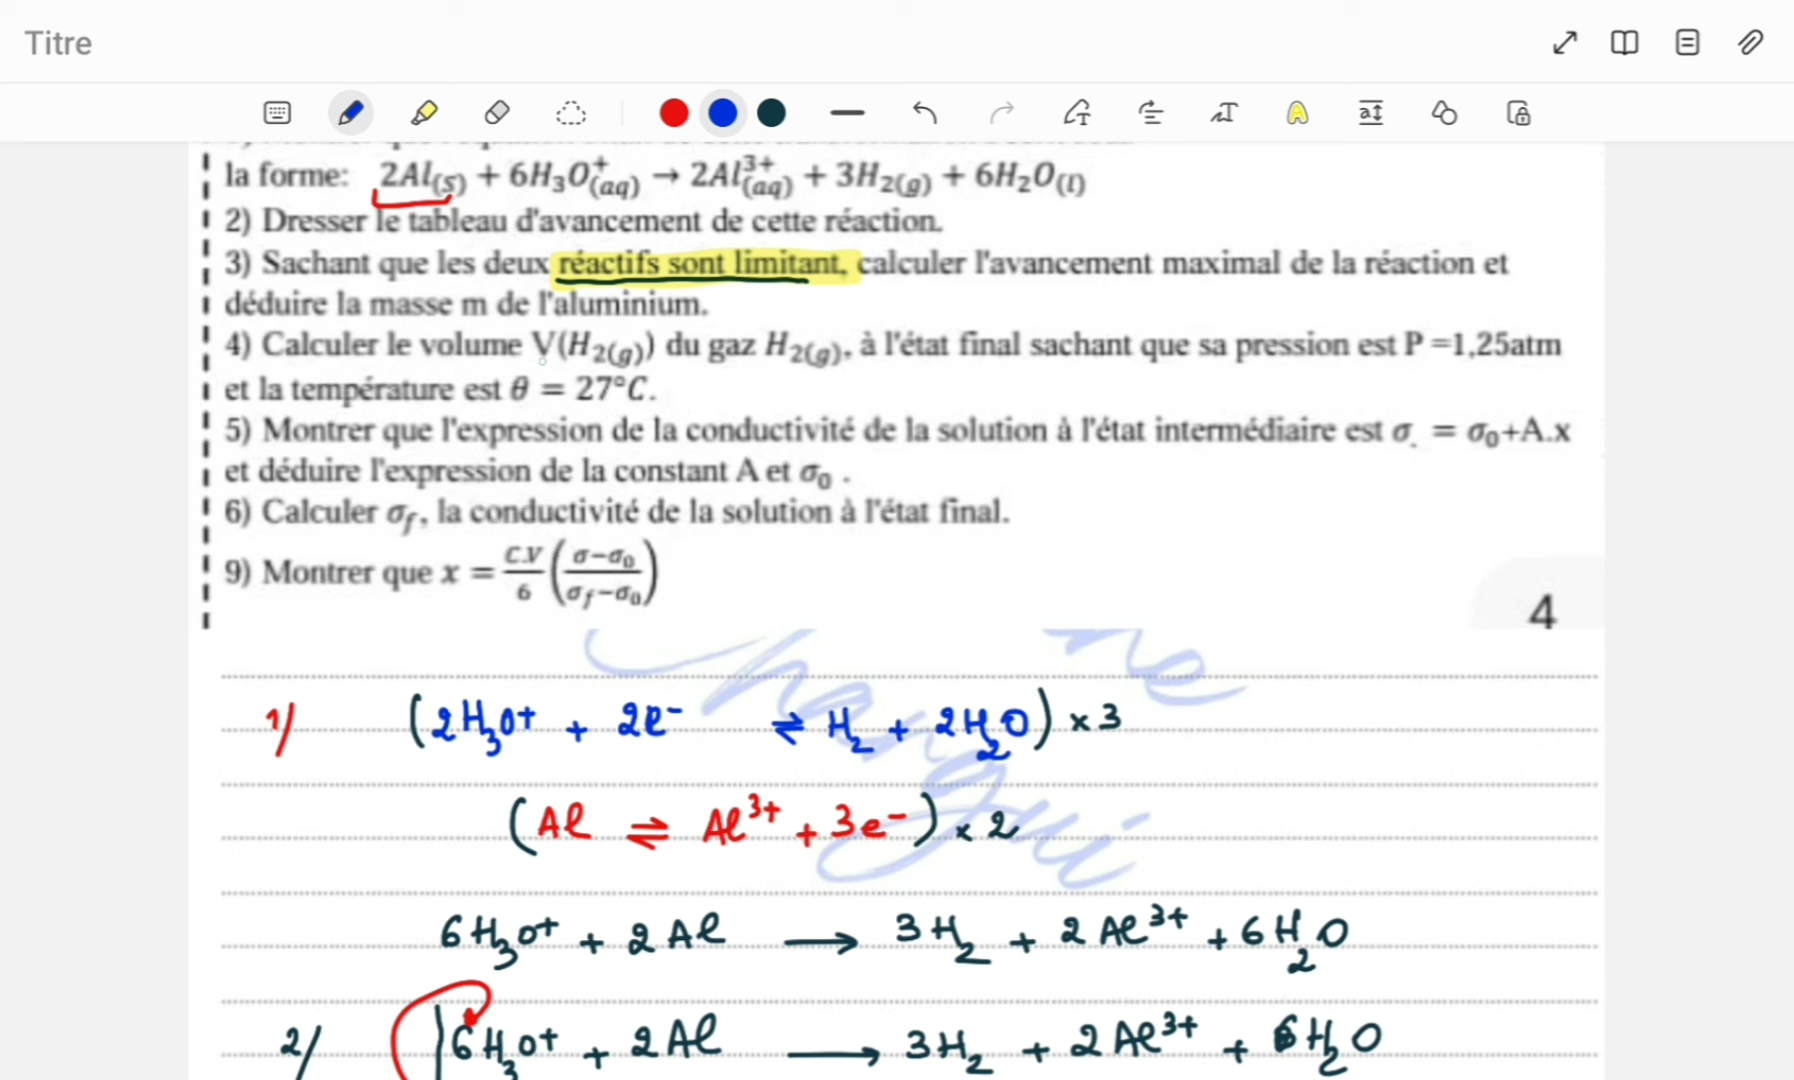 Titre
la forme: 2Al(s) + 6H₃O⁺(aq) → 2Al³⁺(aq) + 3H₂(g) + 6H₂O(l)
2) Dresser le tableau d'avancement de cette réaction.
3) Sachant que les deux réactifs sont limitant, calculer l'avancement maximal de la réaction et
déduire la masse m de l'aluminium.
4) Calculer le volume V(H₂(g)) du gaz H₂(g), à l'état final sachant que sa pression est P =1,25atm
et la température est θ = 27°C.
5) Montrer que l'expression de la conductivité de la solution à l'état intermédiaire est σ = σ₀+A.x
et déduire l'expression de la constant A et σ₀ .
6) Calculer σf, la conductivité de la solution à l'état final.
9) Montrer que x = C.V/6 ((σ−σ₀)/(σf−σ₀))
4
1/ (2H₃O⁺ + 2e⁻ ⇌ H₂ + 2H₂O) × 3
(Al ⇌ Al³⁺ + 3e⁻) × 2
6H₃O⁺ + 2Al → 3H₂ + 2Al³⁺ + 6H₂O
2/ 6H₃O⁺ + 2Al → 3H₂ + 2Al³⁺ + 6H₂O